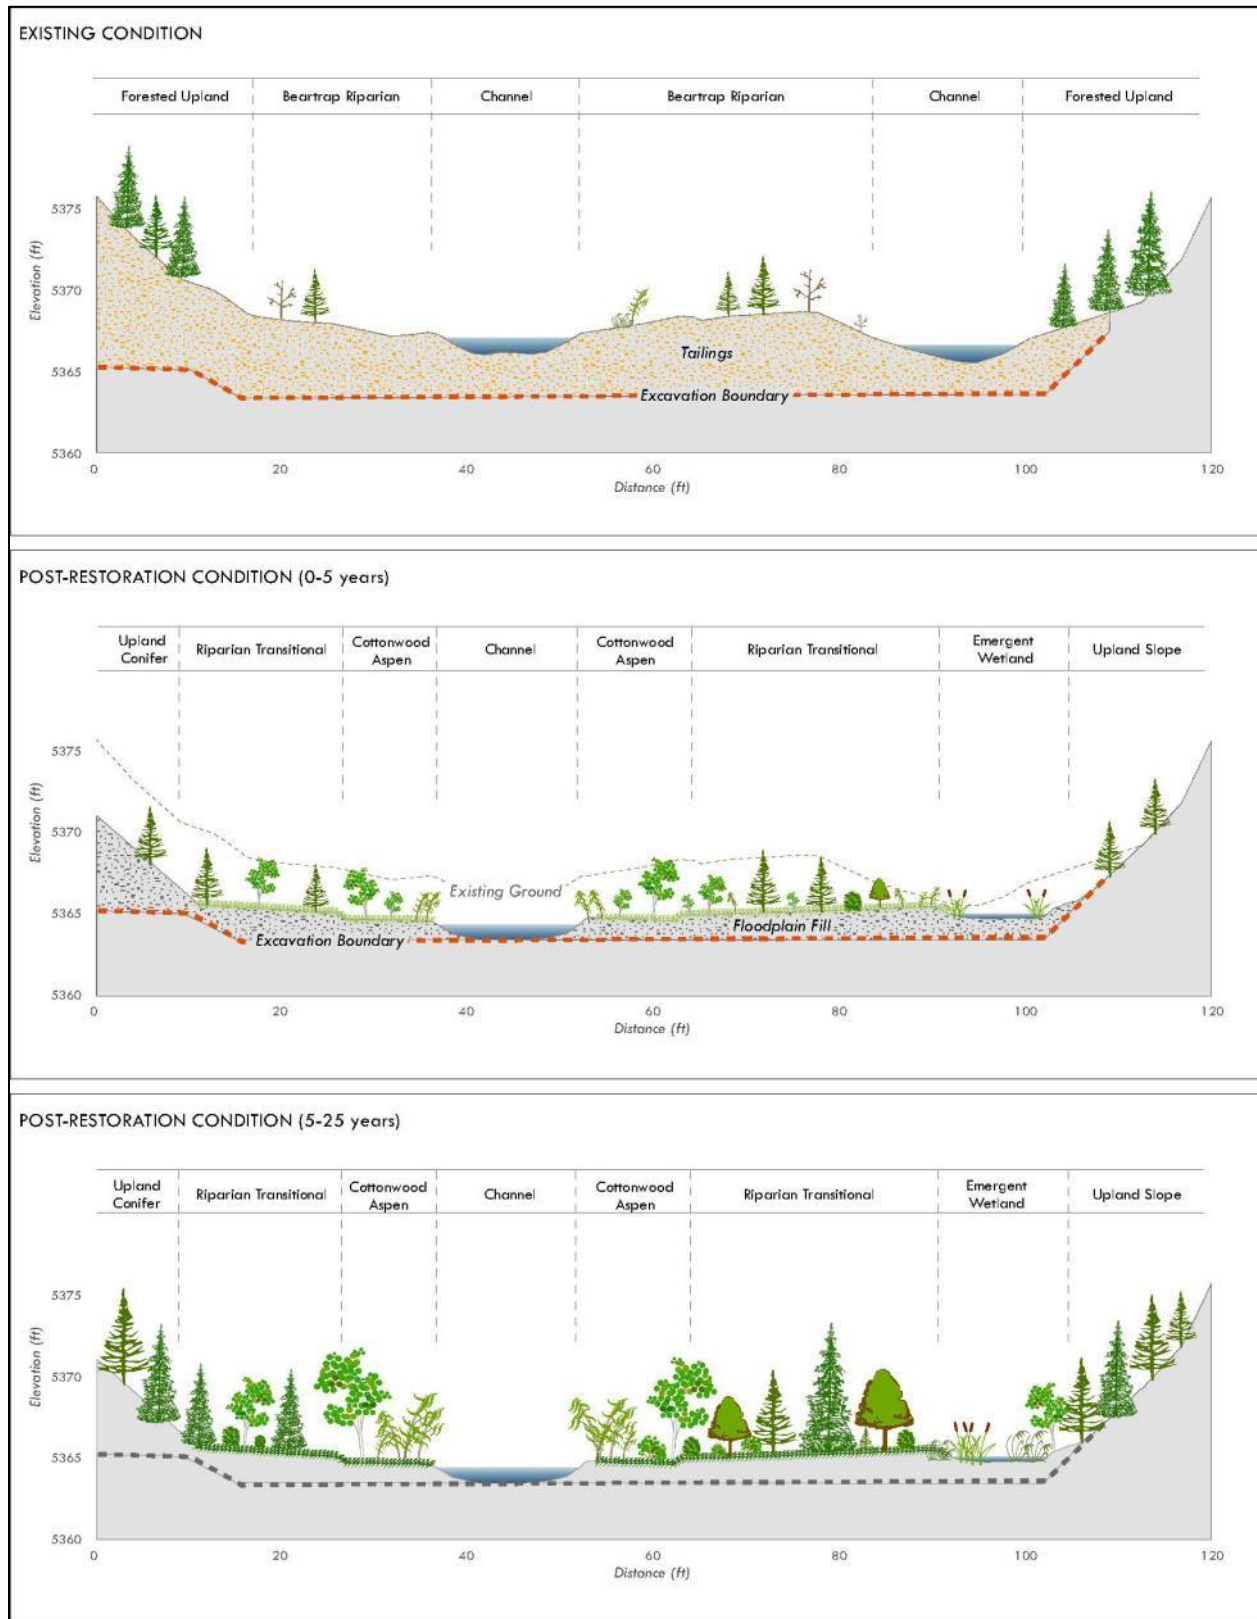 EXISTING CONDITION
Forested Upland
Beartrap Riparian
Channel
Beartrap Riparian
Channel
Forested Upland
Elevation (ft)
5375
5370
5365
5360
Tailings
Excavation Boundary
0
20
40
60
80
100
120
Distance (ft)
POST-RESTORATION CONDITION (0-5 years)
Upland
Conifer
Riparian Transitional
Cottonwood
Aspen
Channel
Cottonwood
Aspen
Riparian Transitional
Emergent
Wetland
Upland Slope
Elevation (ft)
5375
5370
5365
5360
Existing Ground
Floodplain Fill
Excavation Boundary
0
20
40
60
80
100
120
Distance (ft)
POST-RESTORATION CONDITION (5-25 years)
Upland
Conifer
Riparian Transitional
Cottonwood
Aspen
Channel
Cottonwood
Aspen
Riparian Transitional
Emergent
Wetland
Upland Slope
Elevation (ft)
5375
5370
5365
5360
0
20
40
60
80
100
120
Distance (ft)